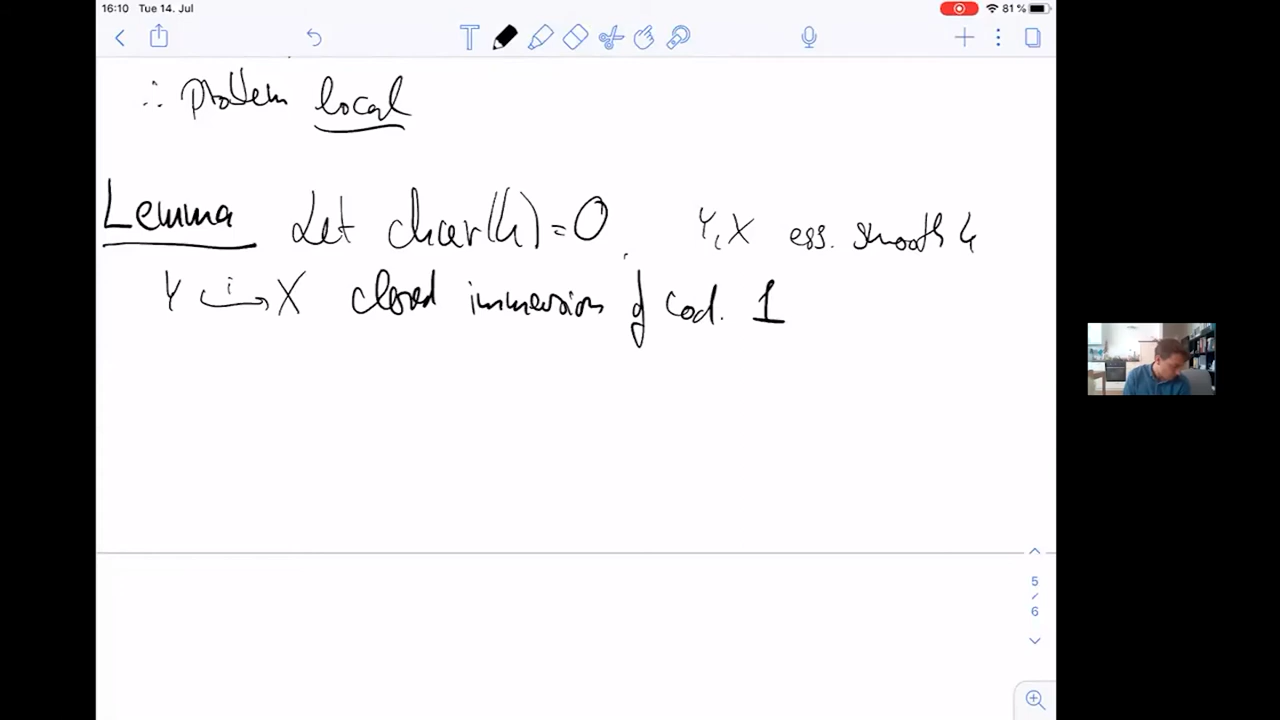 16:10 Tue 14. Jul
81 %
∴ problem local
Lemma Let char(k)=0. Y, X ess. smooth /k
Y ↪ X closed immersion of cod. 1
i
5
/
6